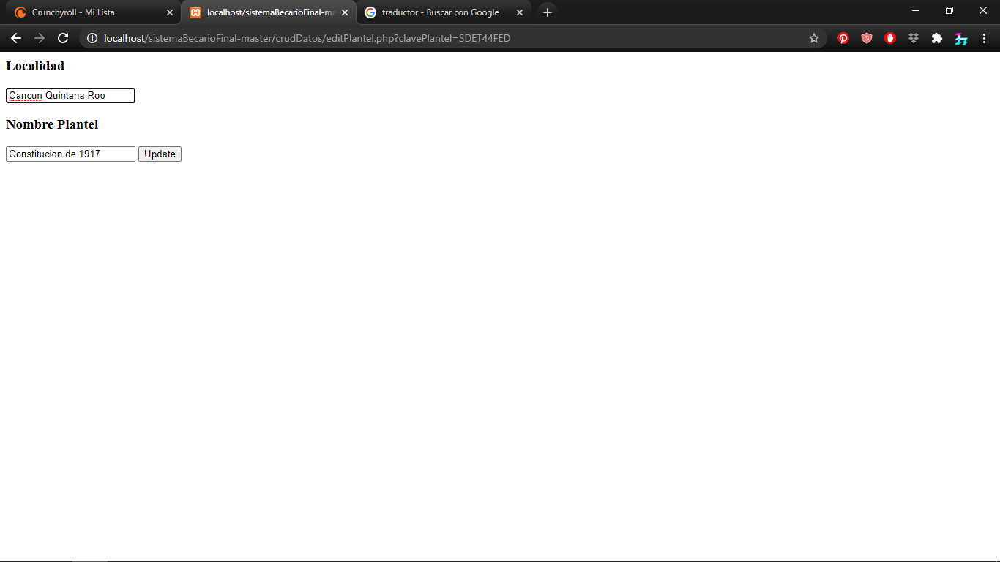 Crunchyroll - Mi Lista
localhost/sistemaBecarioFinal-ma
traductor - Buscar con Google
localhost/sistemaBecarioFinal-master/crudDatos/editPlantel.php?clavePlantel=SDET44FED
Localidad
Cancun Quintana Roo
Nombre Plantel
Constitucion de 1917 Update